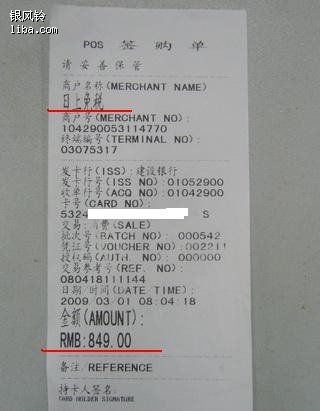 银风铃
liba.com
POS 签购单
请妥善保管
商户名称(MERCHANT NAME)
日上免税
商户号(MERCHANT NO):
104290053114770
终端编号(TERMINAL NO):
03075317
发卡行(ISS):建设银行
发卡行号(ISS NO):01052900
收单行号(ACQ NO):01042900
卡号(CARD NO):
5324 S
交易:消费(SALE)
批次号(BATCH NO):000542
凭证号(VOUCHER NO):002211
授权码(AUTH. NO):000000
交易参考号(REF. NO):
080418111144
日期/时间(DATE/TIME):
2009/03/01 08:04:18
金额(AMOUNT):
RMB:849.00
备注/REFERENCE
持卡人签名:
CARD HOLDER SIGNATURE